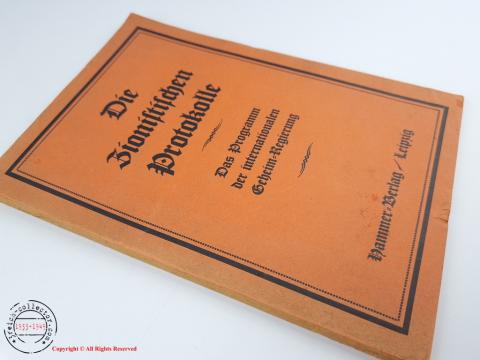 Die
Zionistischen
Protokolle
Das Programm
der internationalen
Geheim-Regierung
Hammer-Verlag / Leipzig
1933-1945
Copyright © All Rights Reserved